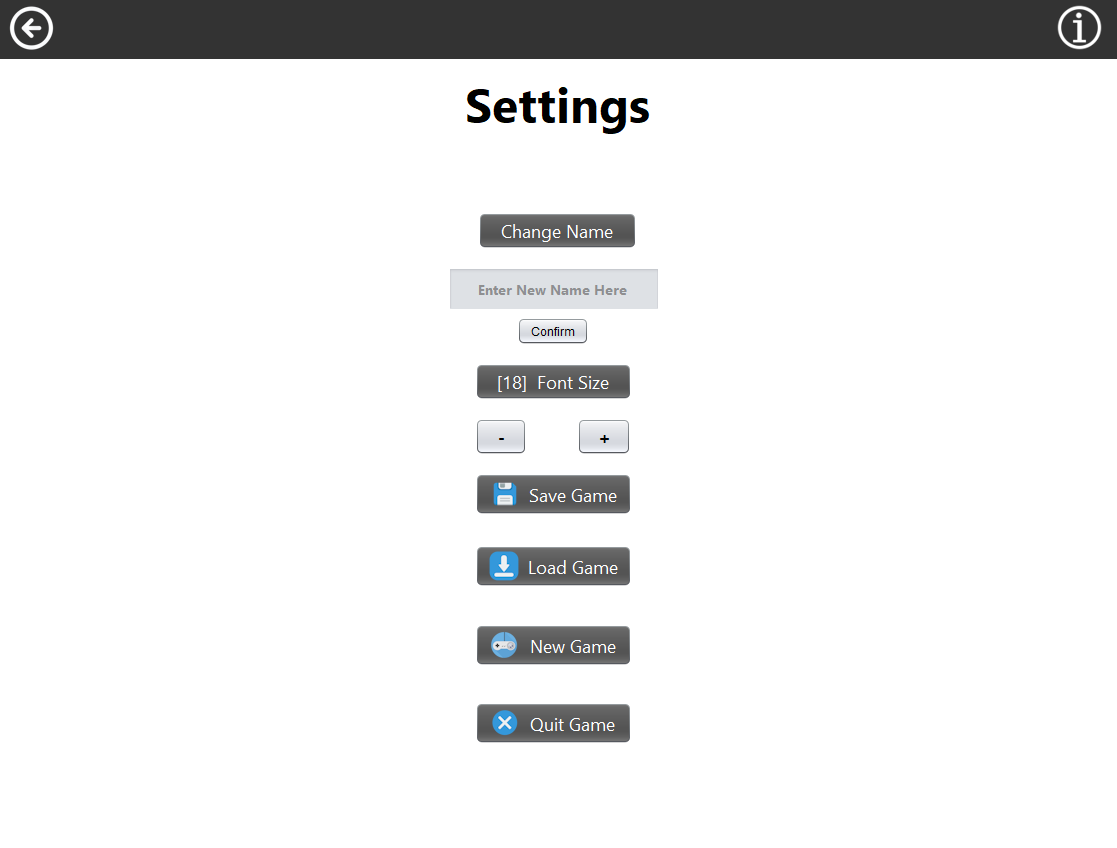 Settings
Change Name
Enter New Name Here
Confirm
[18]  Font Size
- +
Save Game
Load Game
New Game
Quit Game